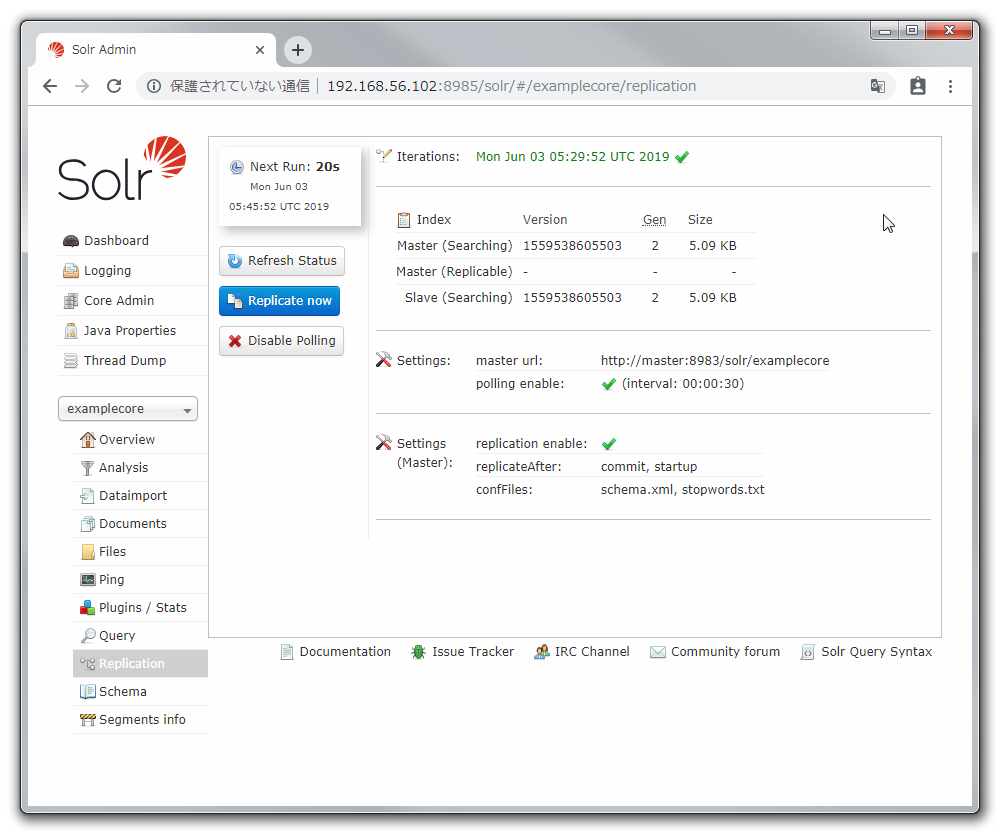 Solr Admin
保護されていない通信 192.168.56.102:8985/solr/#/examplecore/replication
Solr
Dashboard
Logging
Core Admin
Java Properties
Thread Dump
examplecore
Overview
Analysis
Dataimport
Documents
Files
Ping
Plugins / Stats
Query
Replication
Schema
Segments info
Next Run: 20s
Mon Jun 03
05:45:52 UTC 2019
Refresh Status
Replicate now
Disable Polling
Iterations: Mon Jun 03 05:29:52 UTC 2019
Index Version Gen Size
Master (Searching) 1559538605503 2 5.09 KB
Master (Replicable) - - -
Slave (Searching) 1559538605503 2 5.09 KB
Settings: master url: http://master:8983/solr/examplecore
polling enable: (interval: 00:00:30)
Settings (Master): replication enable:
replicateAfter: commit, startup
confFiles: schema.xml, stopwords.txt
Documentation Issue Tracker IRC Channel Community forum Solr Query Syntax